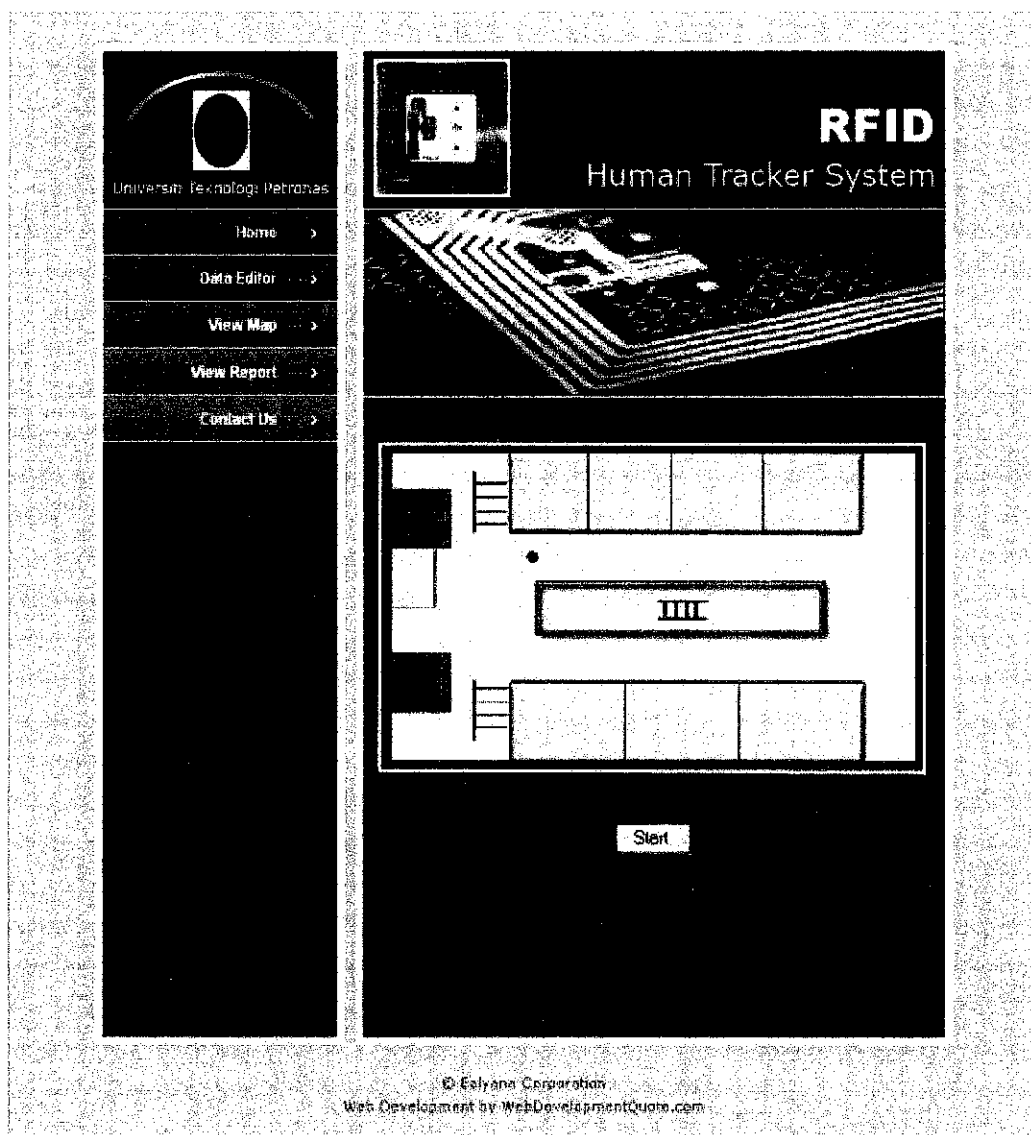 Universiti Teknologi Petronas
Home >
Data Editor >
View Map >
View Report >
Contact Us >
RFID
Human Tracker System
Start
© Ealyana Corporation
Web Development by WebDevelopmentQuote.com